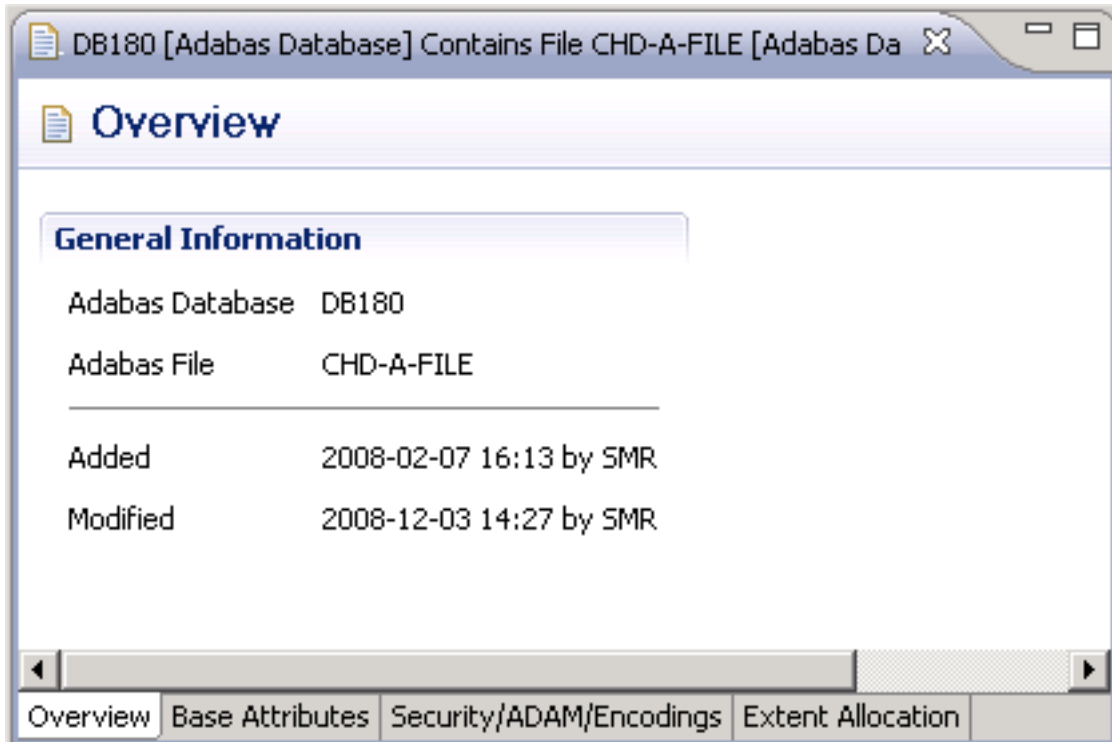 DB180 [Adabas Database] Contains File CHD-A-FILE [Adabas Da
Overview
General Information
Adabas Database DB180
Adabas File CHD-A-FILE
Added 2008-02-07 16:13 by SMR
Modified 2008-12-03 14:27 by SMR
Overview Base Attributes Security/ADAM/Encodings Extent Allocation